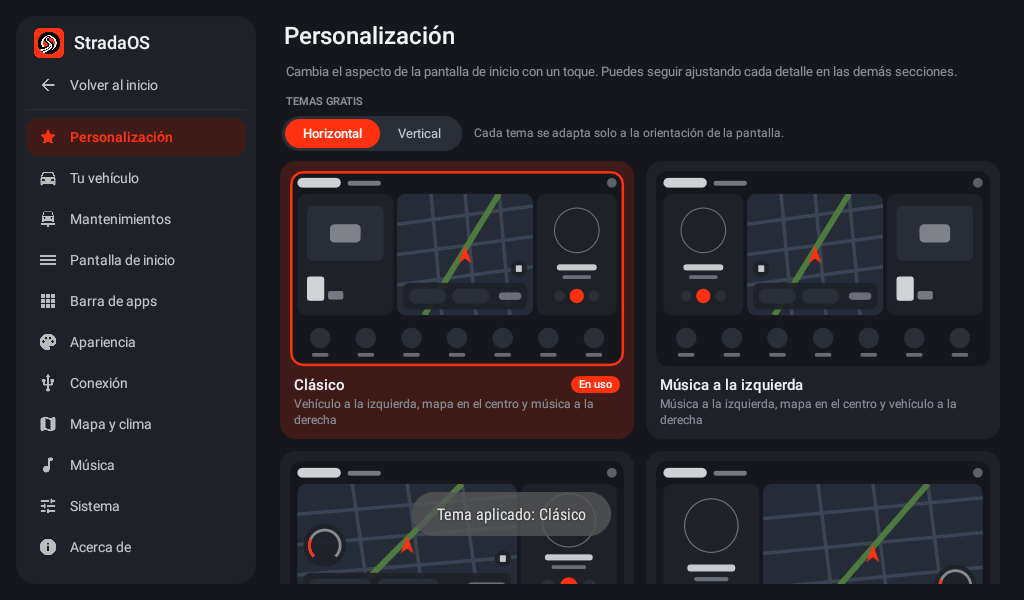 StradaOS
Volver al inicio
Personalización
Tu vehículo
Mantenimientos
Pantalla de inicio
Barra de apps
Apariencia
Conexión
Mapa y clima
Música
Sistema
Acerca de
Personalización
Cambia el aspecto de la pantalla de inicio con un toque. Puedes seguir ajustando cada detalle en las demás secciones.
TEMAS GRATIS
Horizontal
Vertical
Cada tema se adapta solo a la orientación de la pantalla.
Clásico
En uso
Vehículo a la izquierda, mapa en el centro y música a la
derecha
Música a la izquierda
Música a la izquierda, mapa en el centro y vehículo a la
derecha
Tema aplicado: Clásico